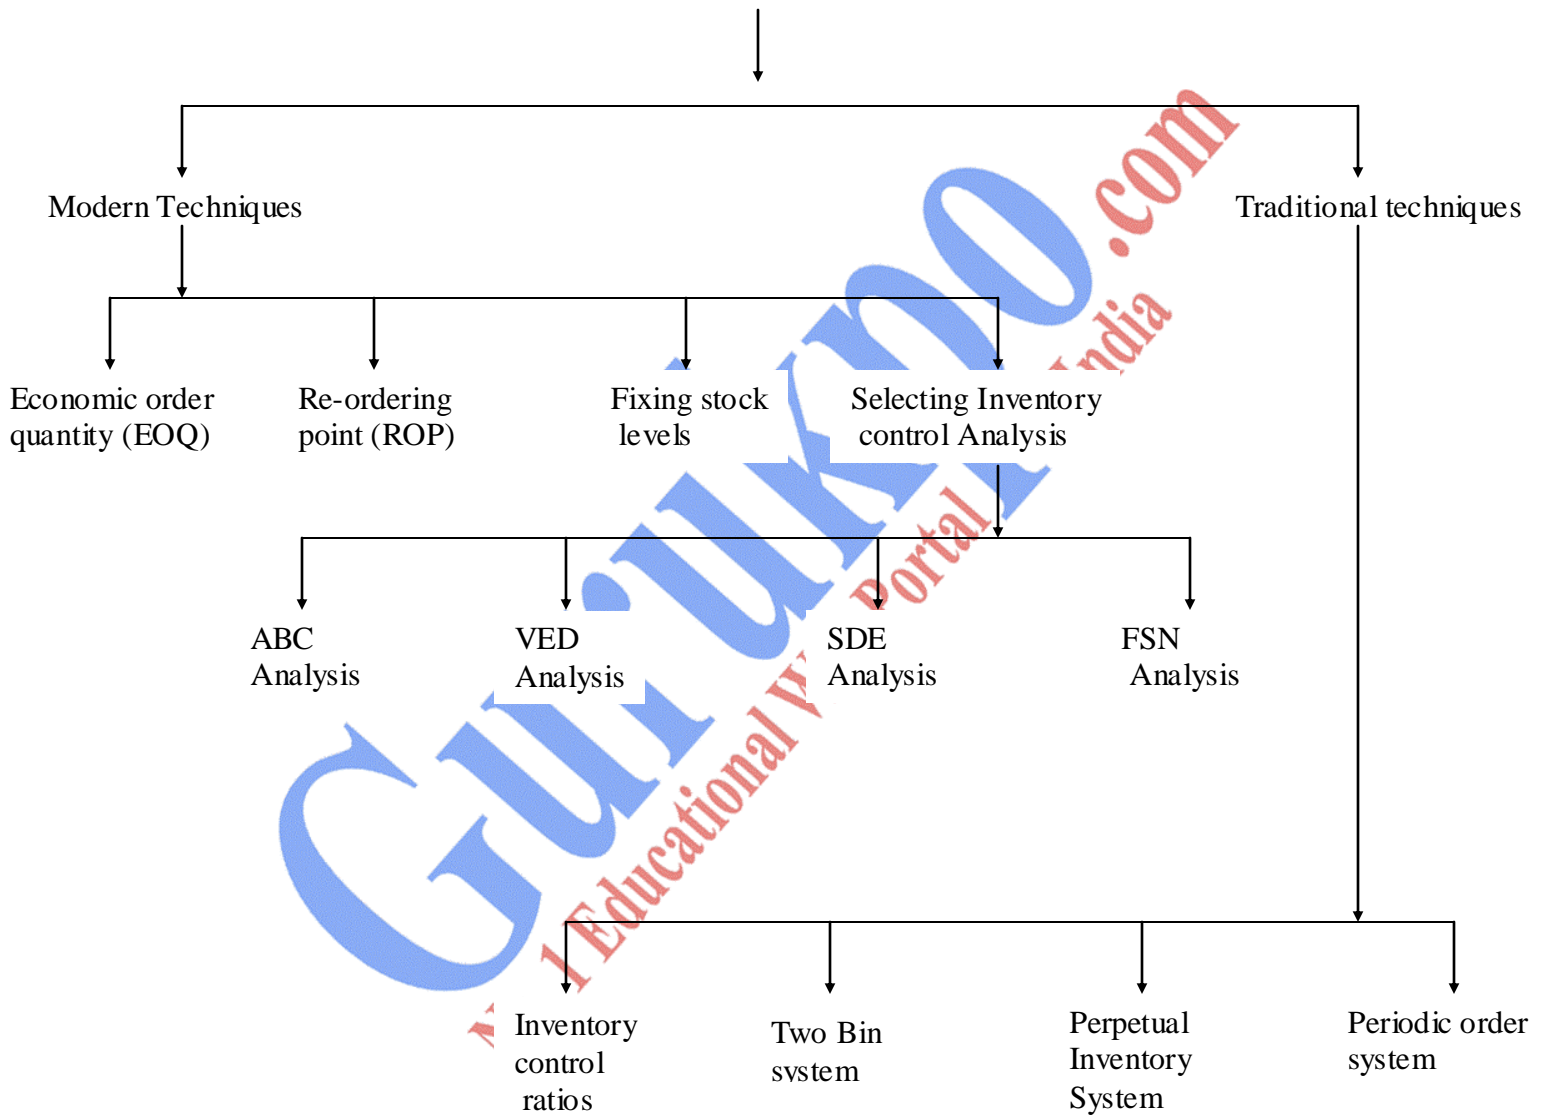 Modern Techniques
Traditional techniques
Economic order
quantity (EOQ)
Re-ordering
point (ROP)
Fixing stock
levels
Selecting Inventory
control Analysis
ABC
Analysis
VED
Analysis
SDE
Analysis
FSN
Analysis
Inventory
control
ratios
Two Bin
system
Perpetual
Inventory
System
Periodic order
system
.com
1 Educational
Portal
India